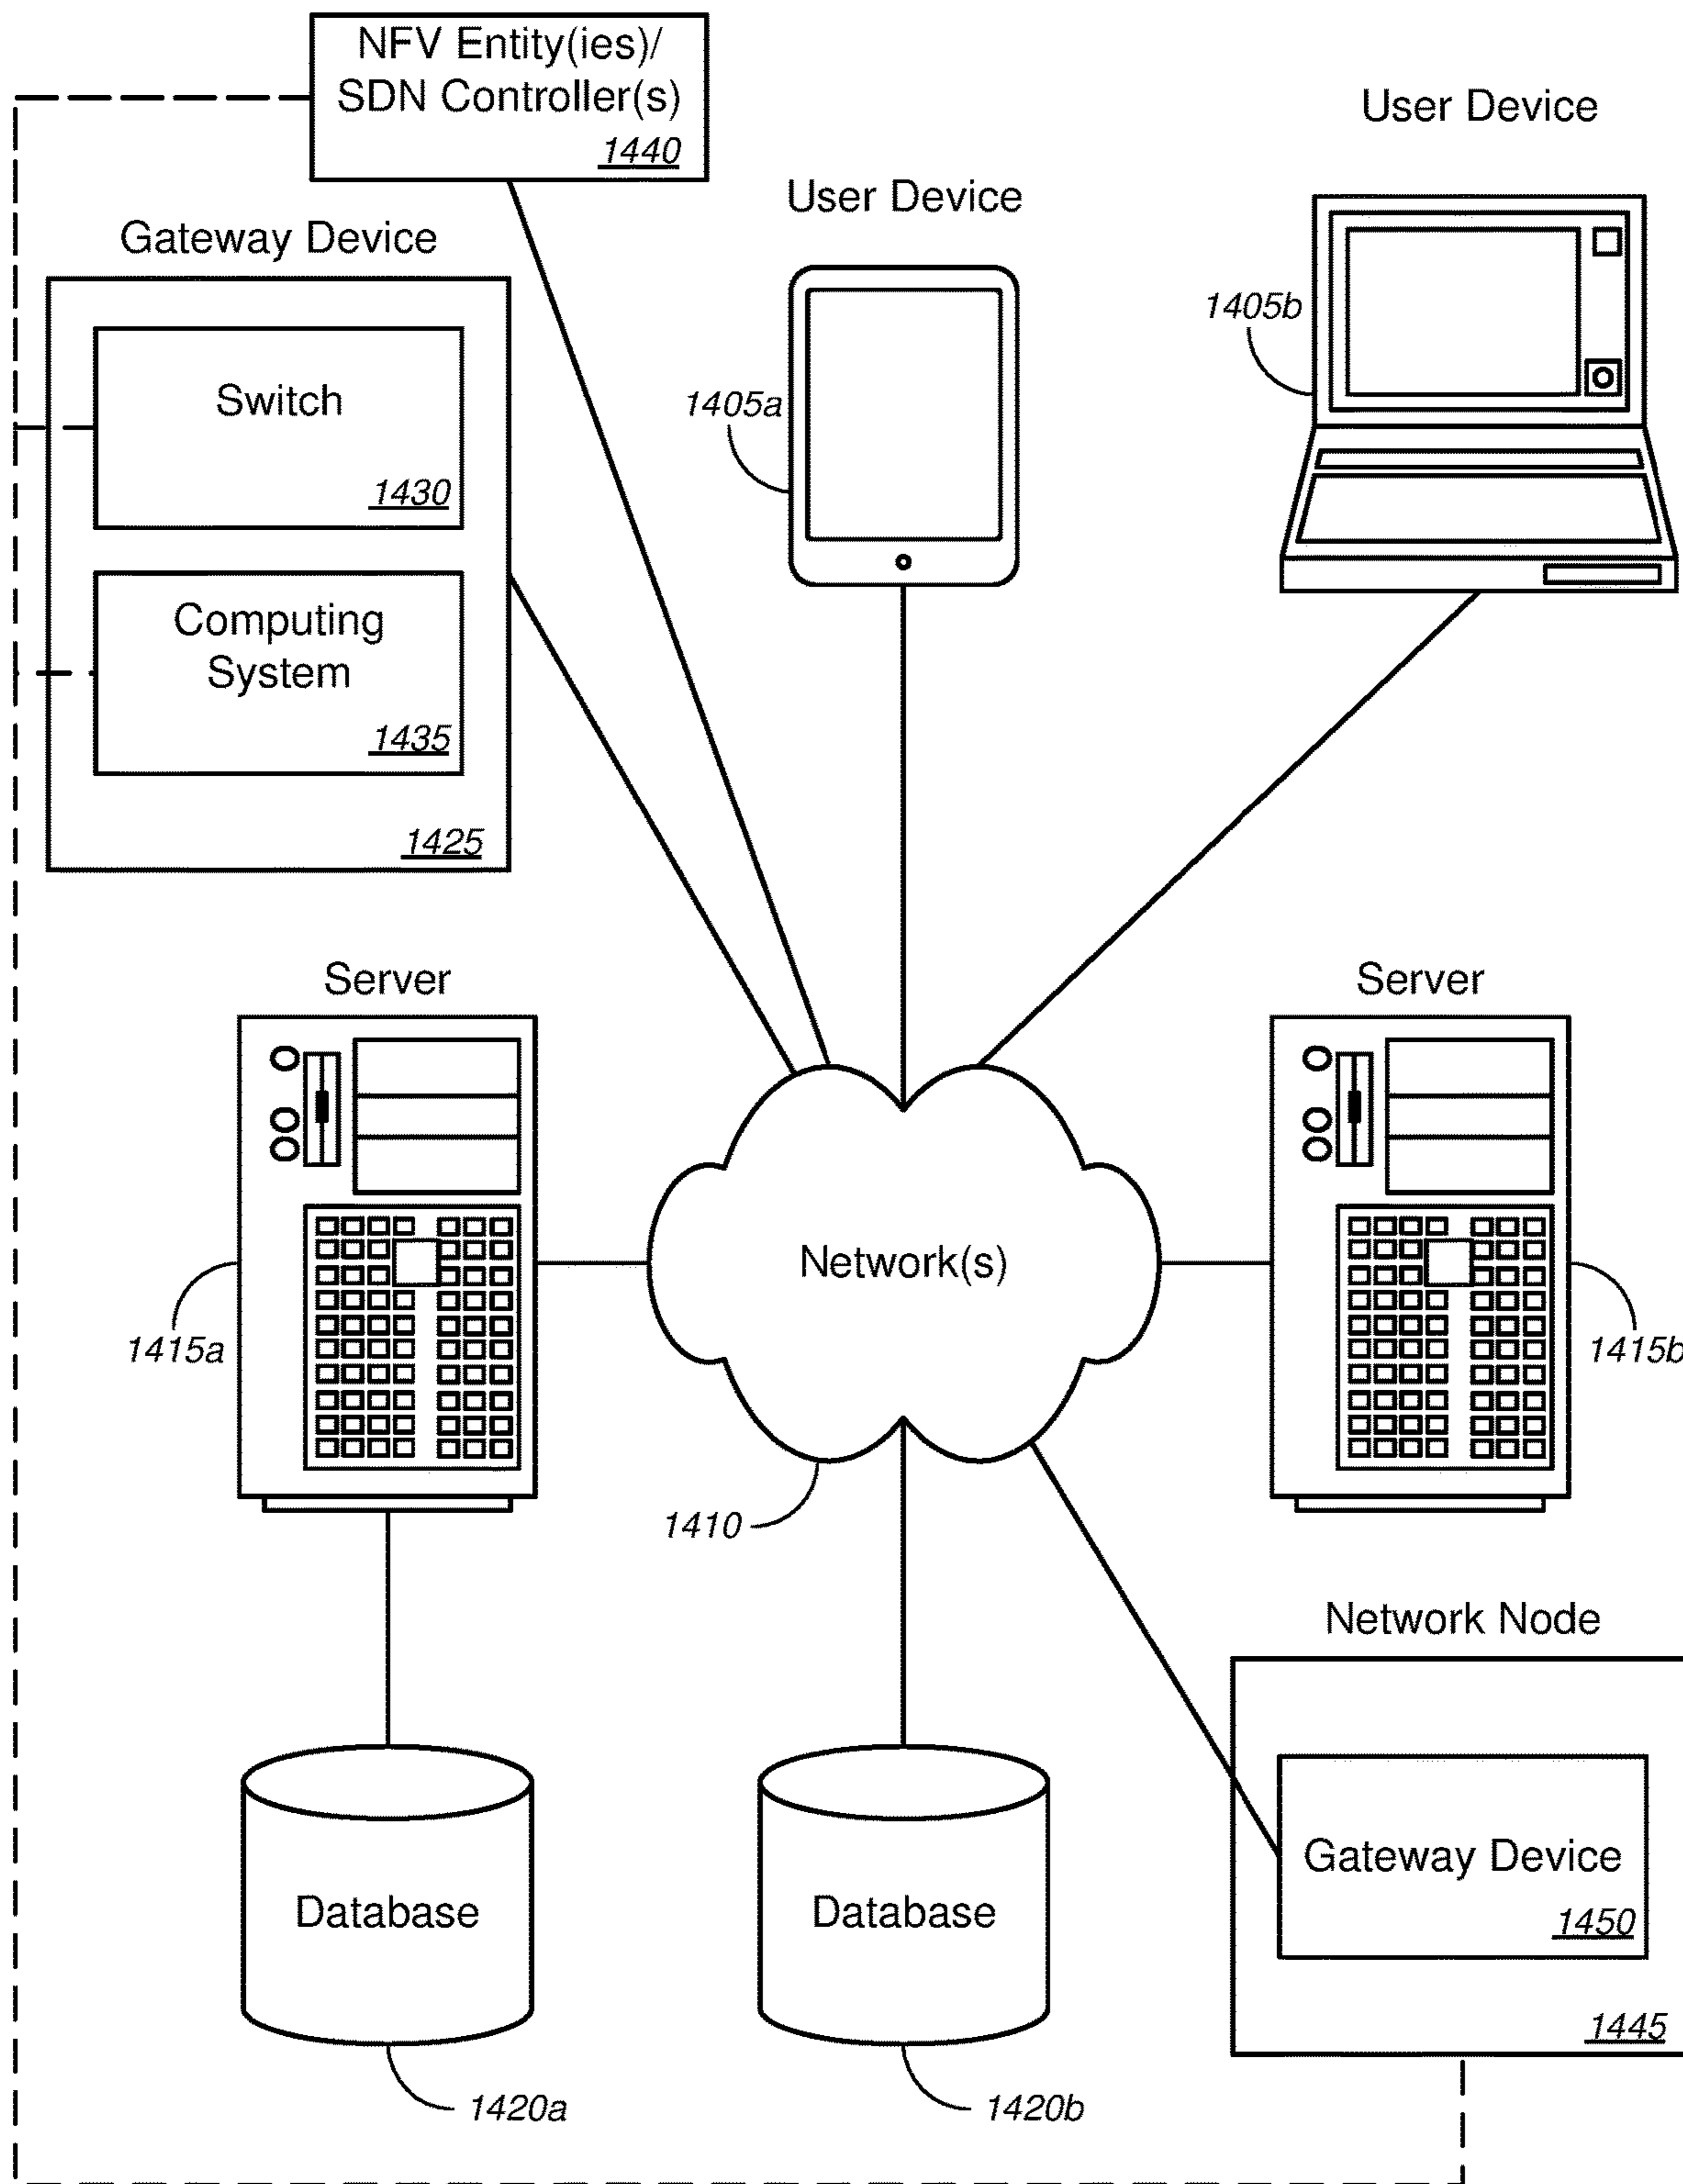 NFV Entity(ies)/
SDN Controller(s)
1440
User Device
User Device
Gateway Device
1405b
Switch
1405a
1430
Computing
System
1435
1425
Server
Server
Network(s)
1415a
1415b
1410
Network Node
Gateway Device
1450
Database
Database
1445
1420a
1420b